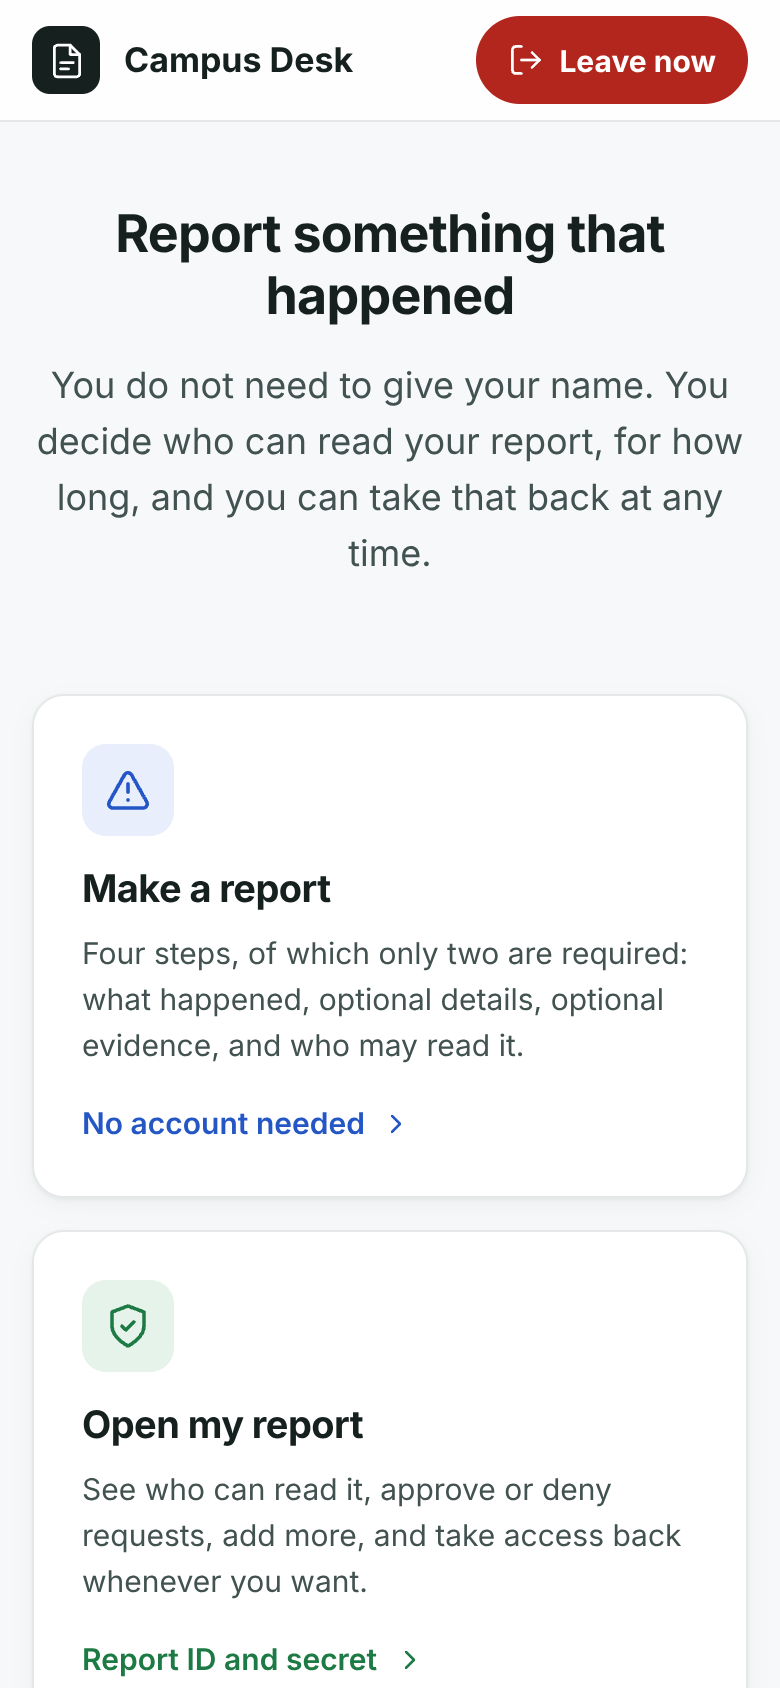 Campus Desk
Leave now
Report something that
happened
You do not need to give your name. You
decide who can read your report, for how
long, and you can take that back at any
time.
Make a report
Four steps, of which only two are required:
what happened, optional details, optional
evidence, and who may read it.
No account needed
Open my report
See who can read it, approve or deny
requests, add more, and take access back
whenever you want.
Report ID and secret